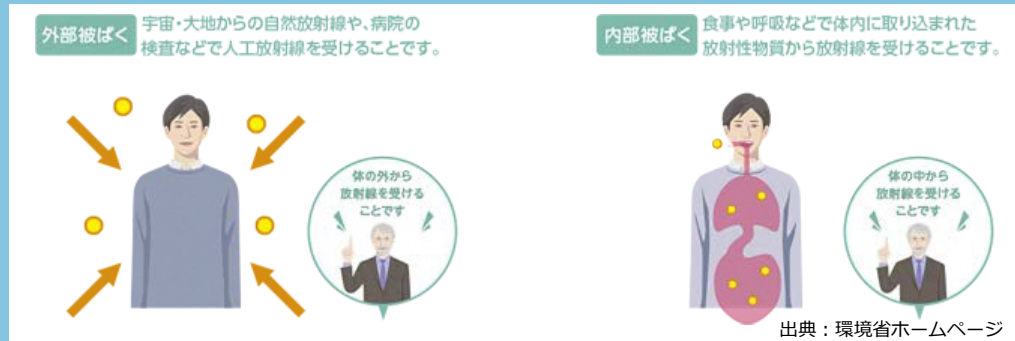 外部被ばく
宇宙・大地からの自然放射線や、病院の
検査などで人工放射線を受けることです。
体の外から
放射線を受ける
ことです
内部被ばく
食事や呼吸などで体内に取り込まれた
放射性物質から放射線を受けることです。
体の中から
放射線を受ける
ことです
出典：環境省ホームページ